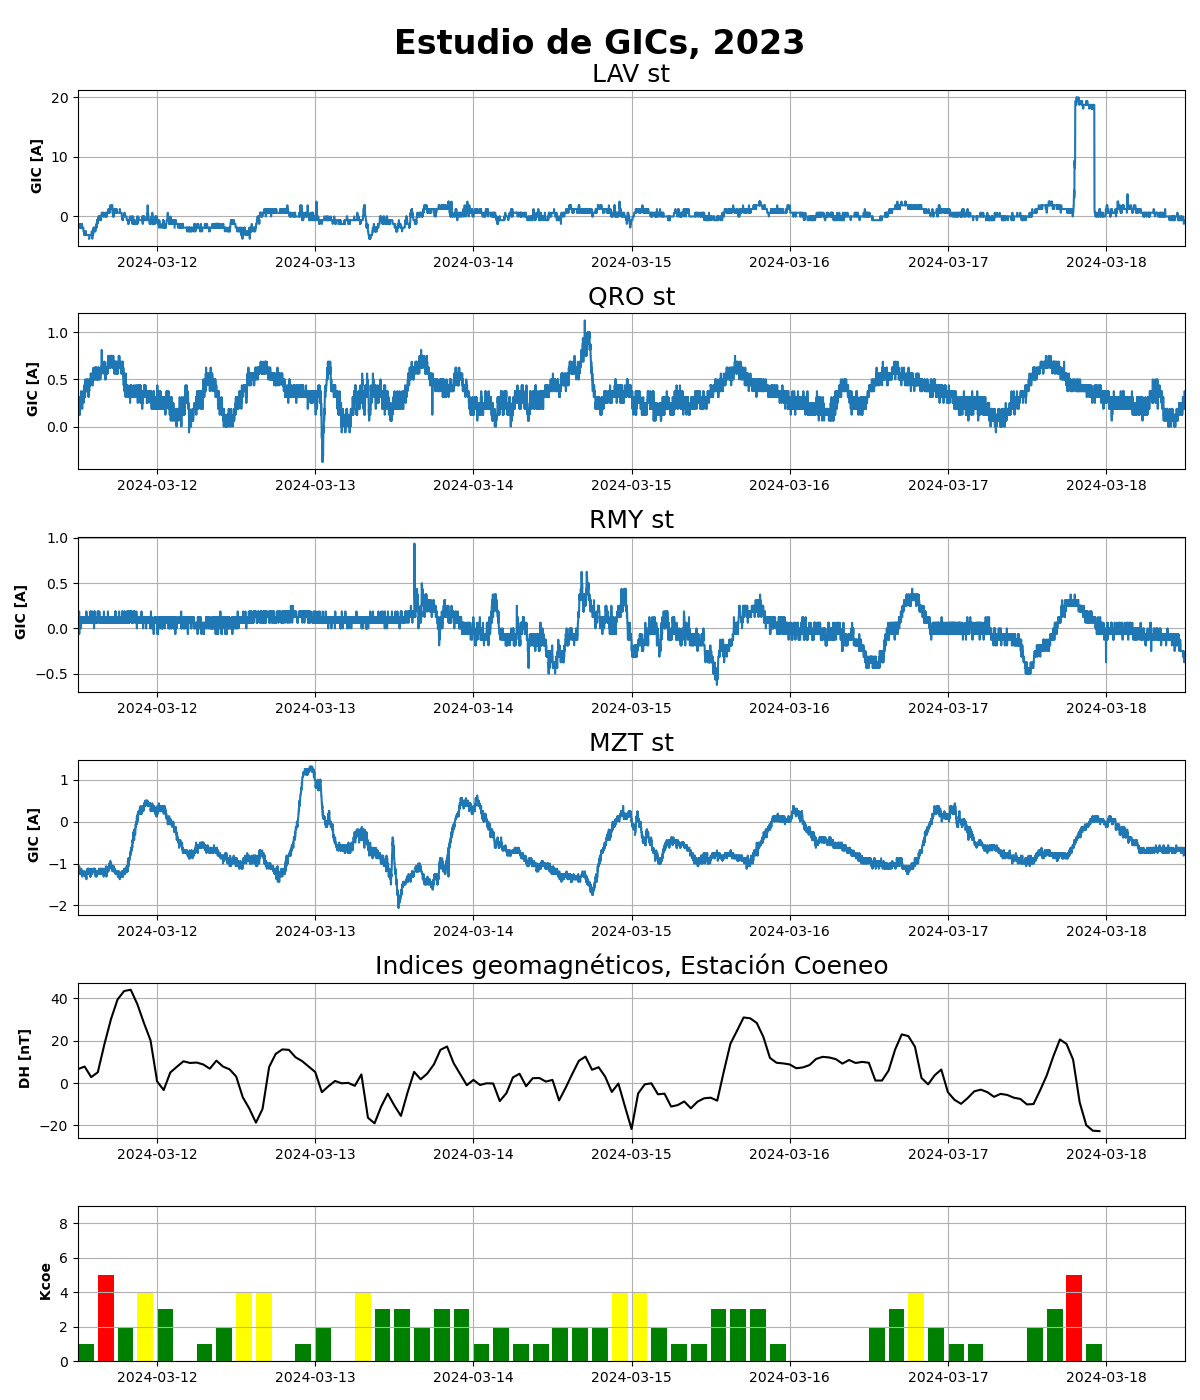 Estudio de GICs, 2023
LAV st
GIC [A]
20
10
0
2024-03-12 2024-03-13 2024-03-14 2024-03-15 2024-03-16 2024-03-17 2024-03-18
QRO st
GIC [A]
1.0
0.5
0.0
2024-03-12 2024-03-13 2024-03-14 2024-03-15 2024-03-16 2024-03-17 2024-03-18
RMY st
GIC [A]
1.0
0.5
0.0
−0.5
2024-03-12 2024-03-13 2024-03-14 2024-03-15 2024-03-16 2024-03-17 2024-03-18
MZT st
GIC [A]
1
0
−1
−2
2024-03-12 2024-03-13 2024-03-14 2024-03-15 2024-03-16 2024-03-17 2024-03-18
Indices geomagnéticos, Estación Coeneo
DH [nT]
40
20
0
−20
2024-03-12 2024-03-13 2024-03-14 2024-03-15 2024-03-16 2024-03-17 2024-03-18
Kcoe
8
6
4
2
0
2024-03-12 2024-03-13 2024-03-14 2024-03-15 2024-03-16 2024-03-17 2024-03-18